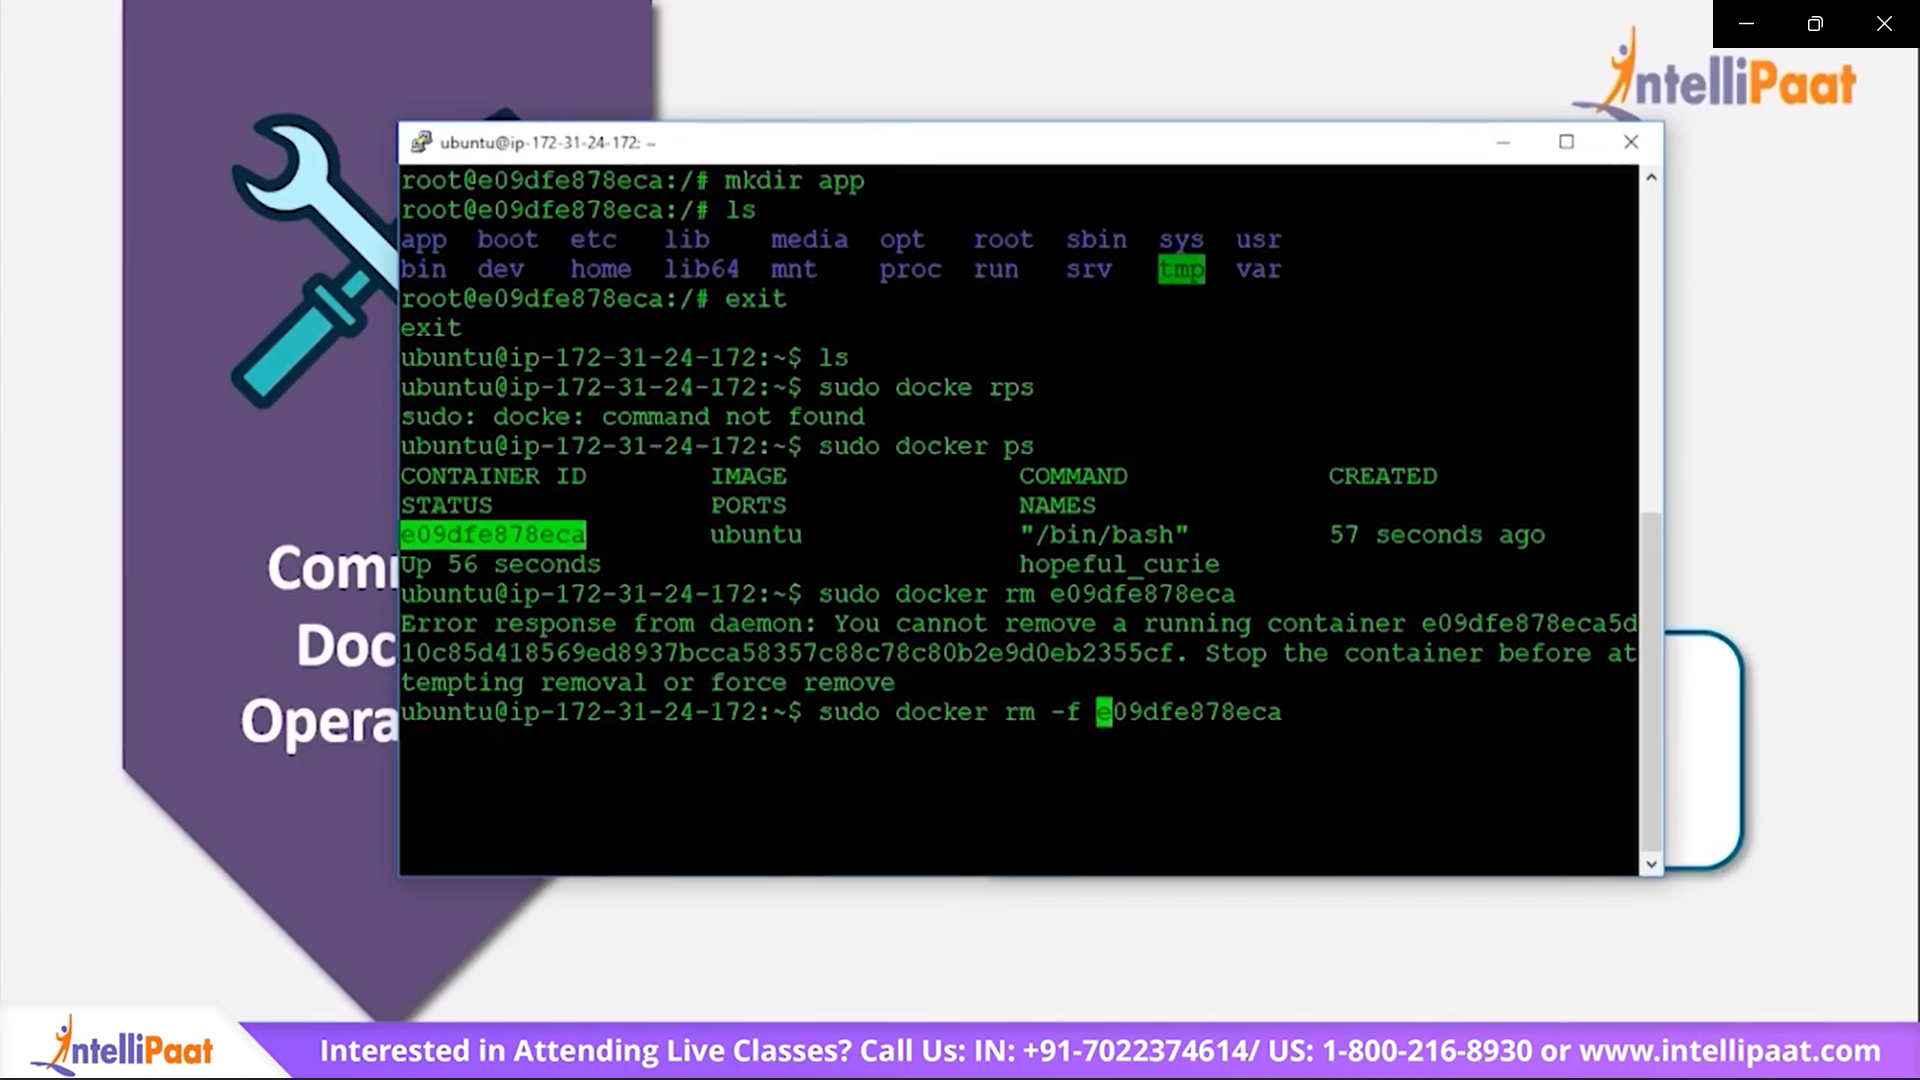 IntelliPaat
ubuntu@ip-172-31-24-172: ~
root@e09dfe878eca:/# mkdir app
root@e09dfe878eca:/# ls
app boot etc lib media opt root sbin sys usr
bin dev home lib64 mnt proc run srv tmp var
root@e09dfe878eca:/# exit
exit
ubuntu@ip-172-31-24-172:~$ ls
ubuntu@ip-172-31-24-172:~$ sudo docke rps
sudo: docke: command not found
ubuntu@ip-172-31-24-172:~$ sudo docker ps
CONTAINER ID IMAGE COMMAND CREATED
STATUS PORTS NAMES
e09dfe878eca ubuntu "/bin/bash" 57 seconds ago
Up 56 seconds hopeful_curie
ubuntu@ip-172-31-24-172:~$ sudo docker rm e09dfe878eca
Error response from daemon: You cannot remove a running container e09dfe878eca5d
10c85d418569ed8937bcca58357c88c78c80b2e9d0eb2355cf. Stop the container before at
tempting removal or force remove
ubuntu@ip-172-31-24-172:~$ sudo docker rm -f e09dfe878eca
Com
Doc
Opera
IntelliPaat
Interested in Attending Live Classes? Call Us: IN: +91-7022374614/ US: 1-800-216-8930 or www.intellipaat.com